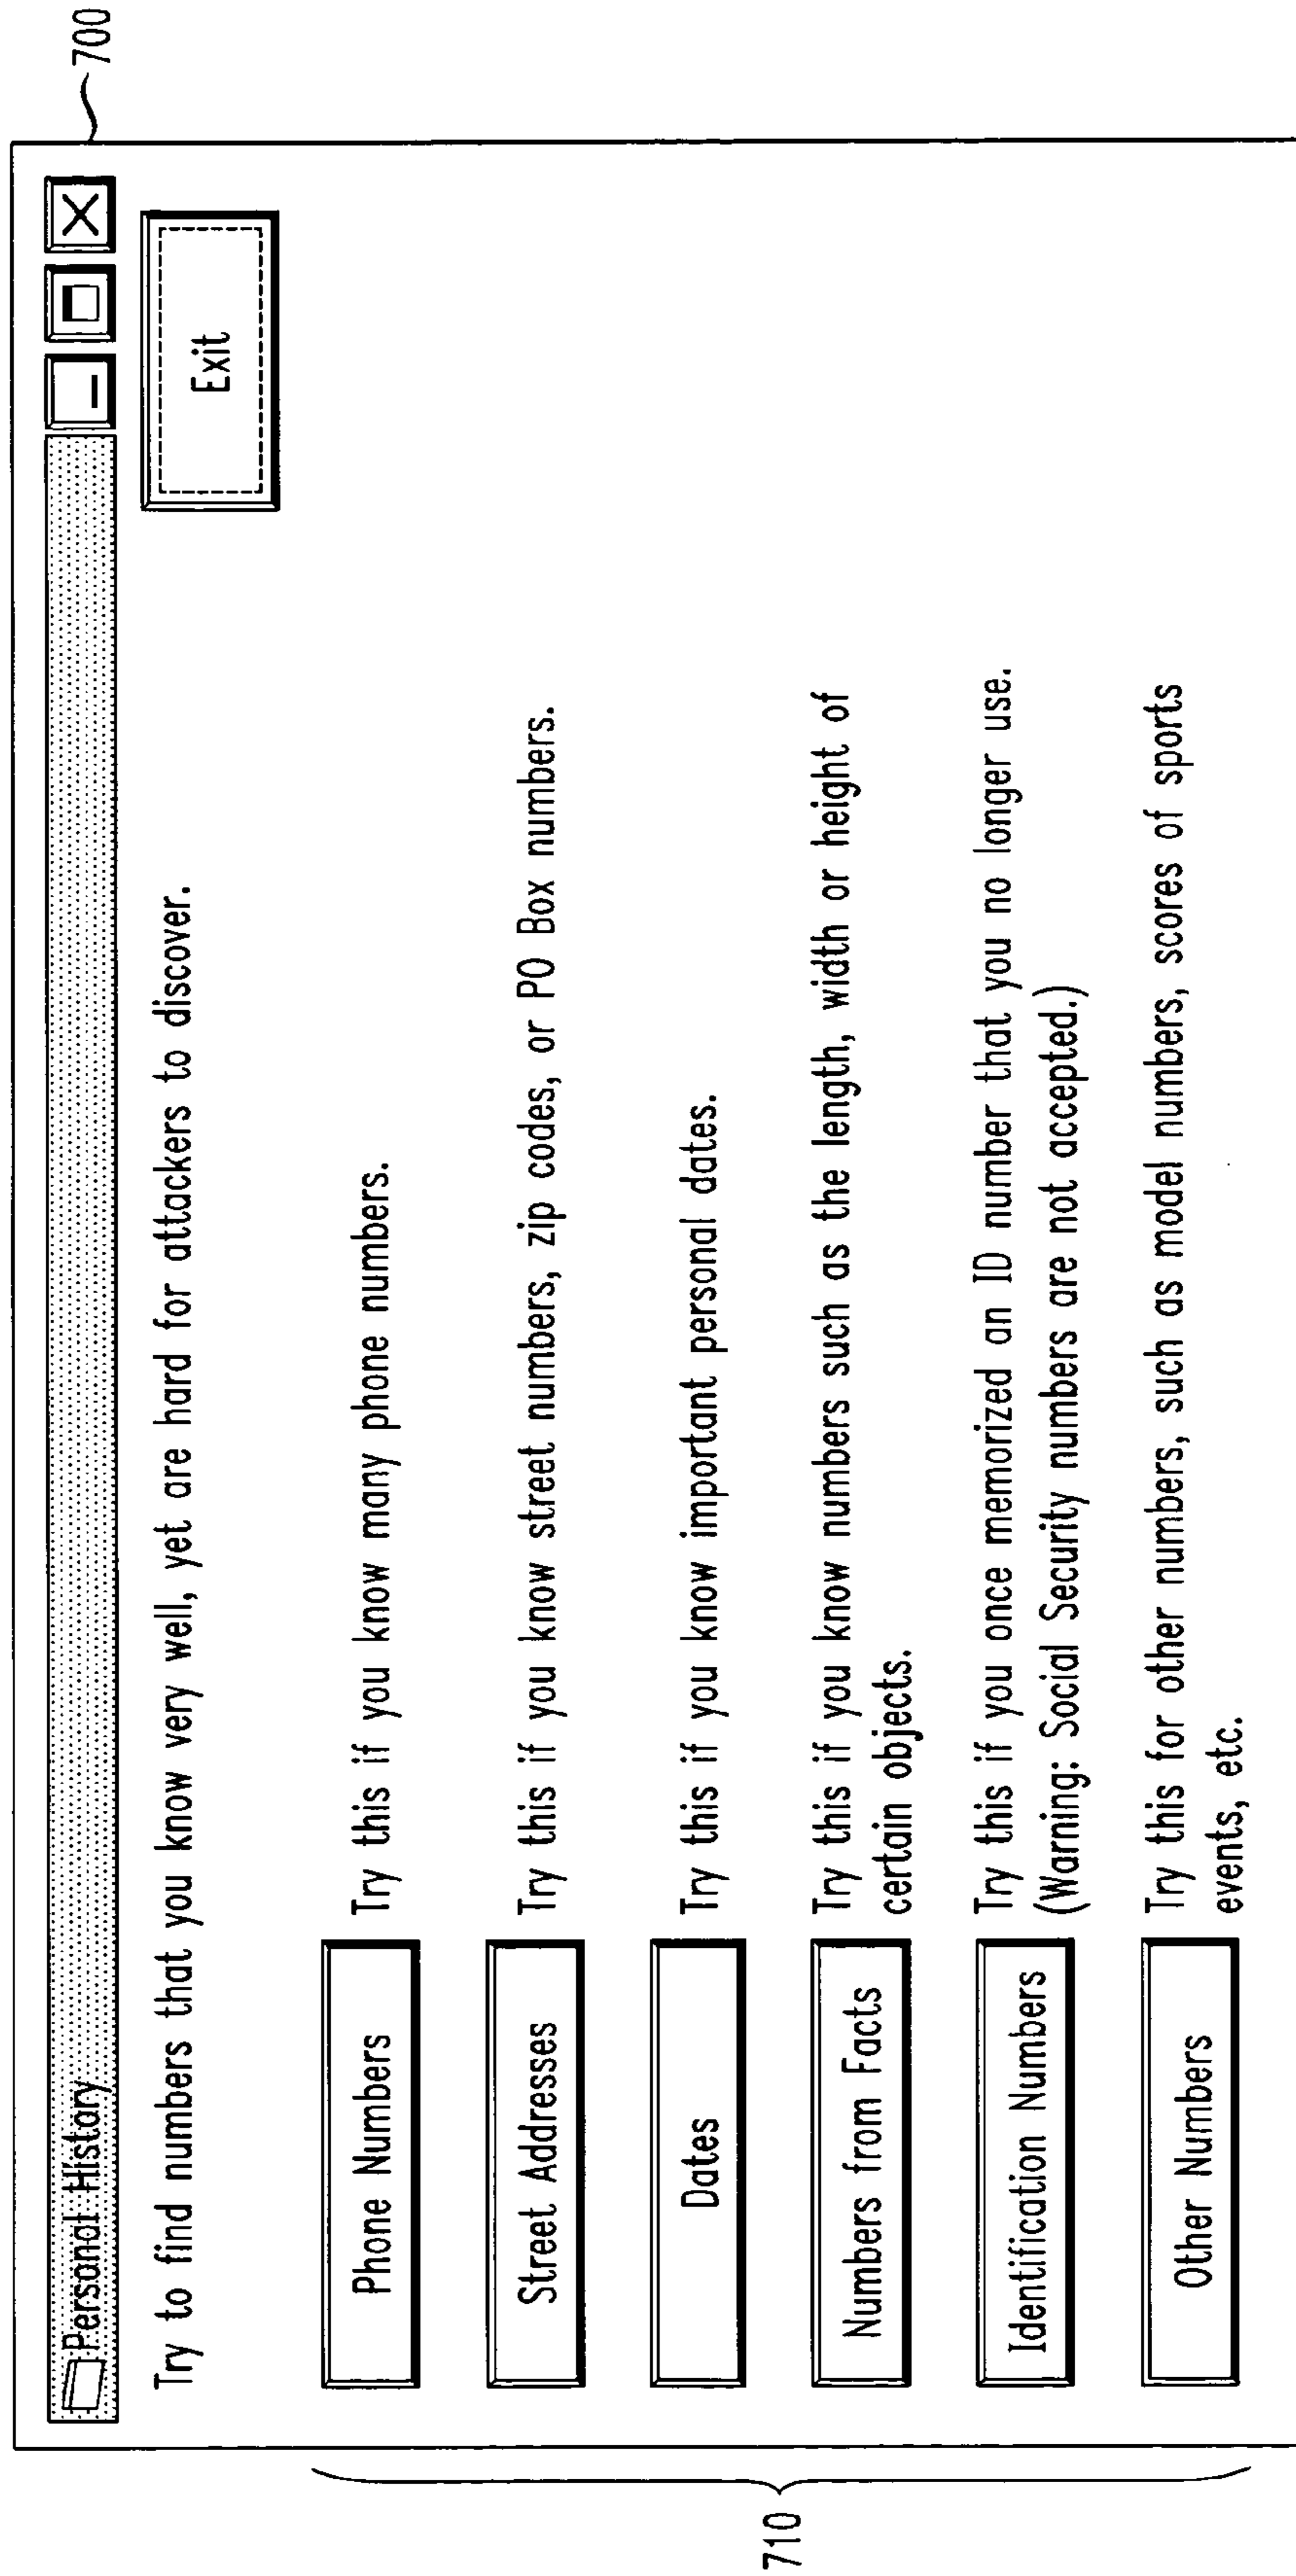 700
Personal History
Exit
Try to find numbers that you know very well, yet are hard for attackers to discover.
710
Phone Numbers
Try this if you know many phone numbers.
Street Addresses
Try this if you know street numbers, zip codes, or PO Box numbers.
Dates
Try this if you know important personal dates.
Numbers from Facts
Try this if you know numbers such as the length, width or height of
certain objects.
Identification Numbers
Try this if you once memorized an ID number that you no longer use.
(Warning: Social Security numbers are not accepted.)
Other Numbers
Try this for other numbers, such as model numbers, scores of sports
events, etc.